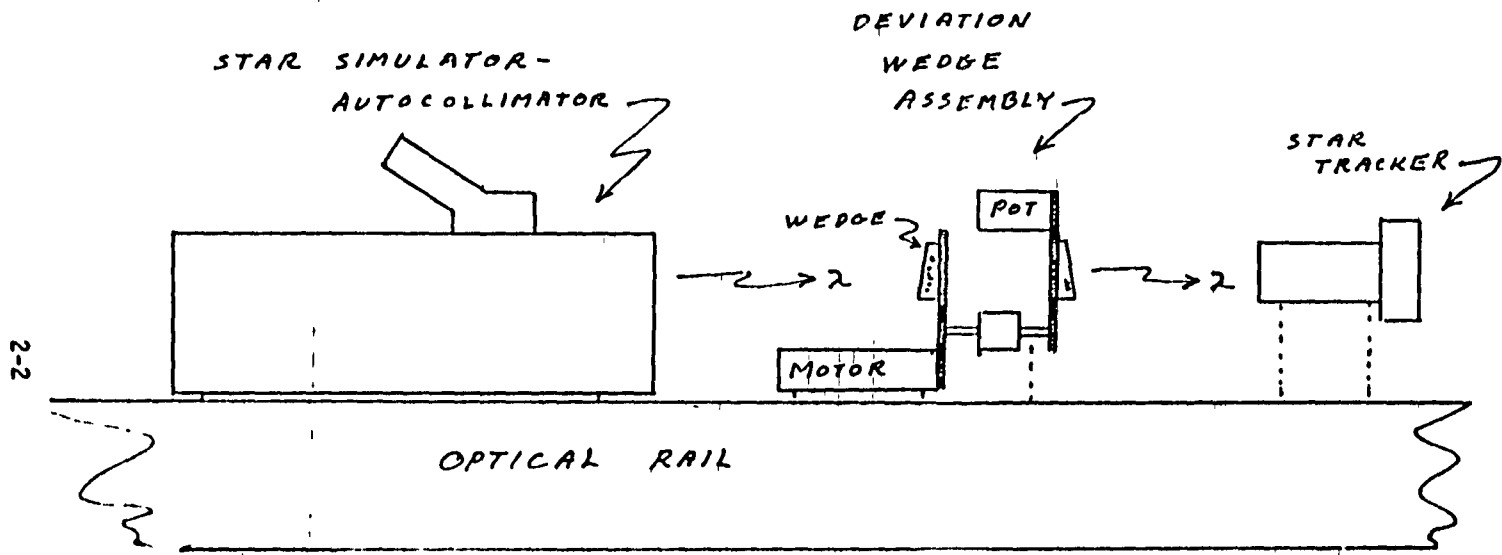 STAR SIMULATOR-
AUTOCOLLIMATOR
DEVIATION
WEDGE
ASSEMBLY
STAR
TRACKER
WEDGE
POT
λ
λ
MOTOR
OPTICAL RAIL
2-2